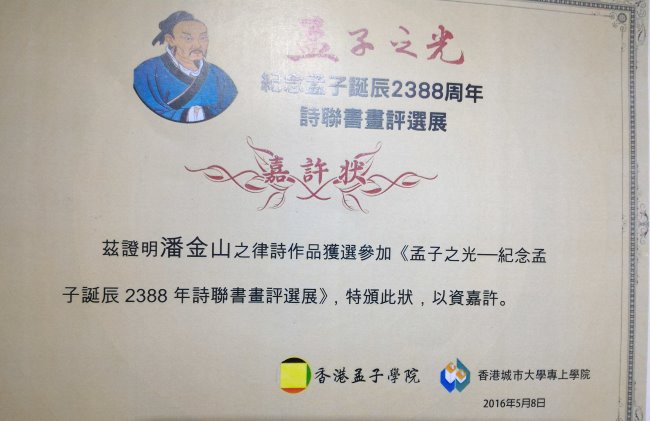 孟子之光
紀念孟子誕辰2388周年
詩聯書畫評選展
嘉許狀
茲證明潘金山之律詩作品獲選參加《孟子之光──紀念孟
子誕辰 2388 年詩聯書畫評選展》，特頒此狀，以資嘉許。
香港孟子學院
香港城市大學專上學院
2016年5月8日